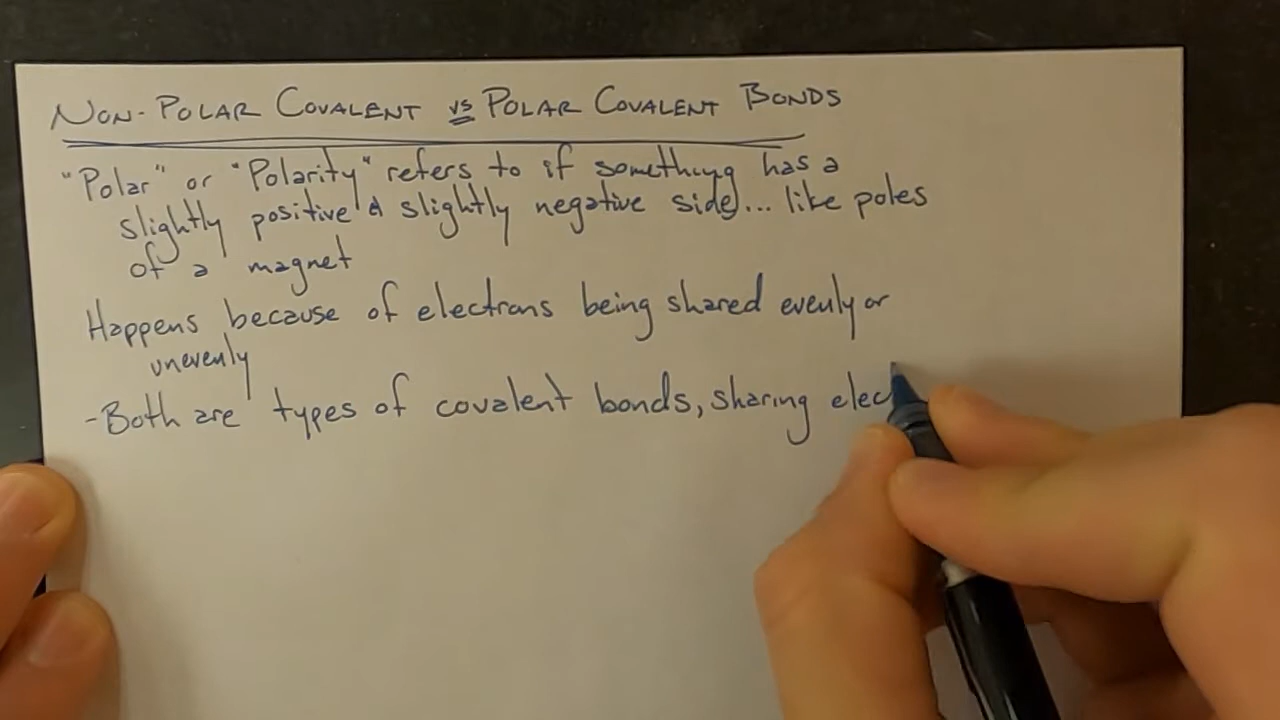 NON-POLAR COVALENT vs POLAR COVALENT BONDS
"Polar" or "Polarity" refers to if something has a
slightly positive & slightly negative side... like poles
of a magnet
Happens because of electrons being shared evenly or
unevenly
-Both are types of covalent bonds, sharing elec